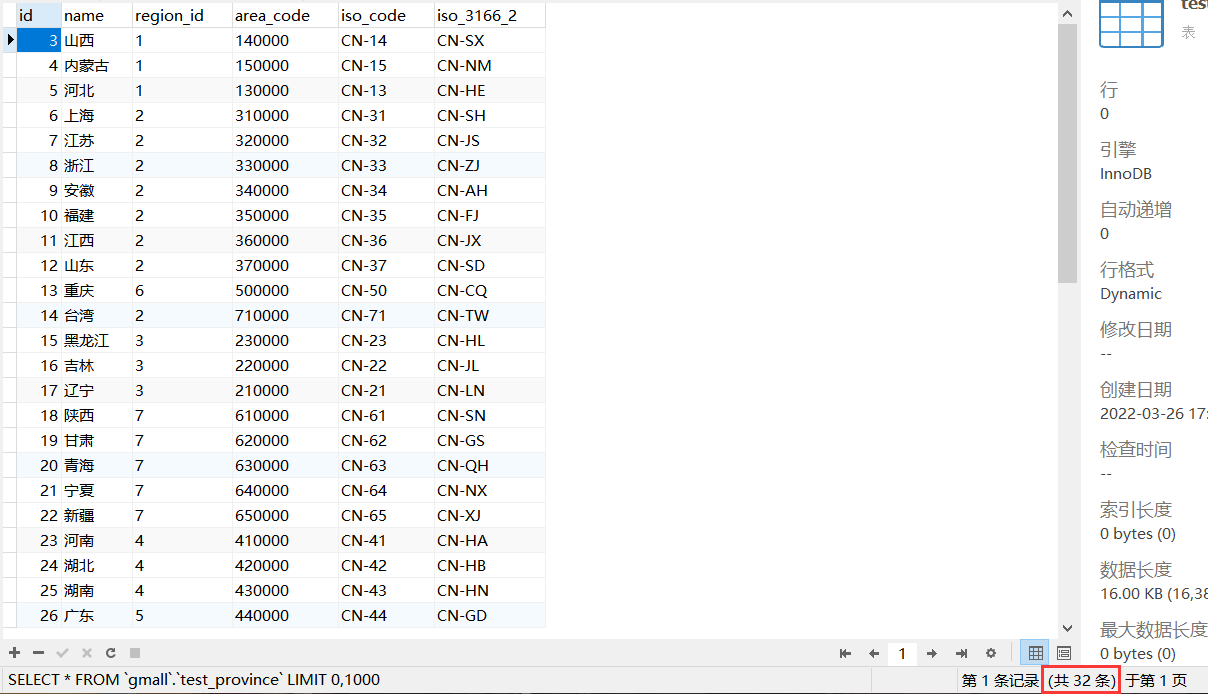 id name region_id area_code iso_code iso_3166_2
3 山西 1 140000 CN-14 CN-SX
4 内蒙古 1 150000 CN-15 CN-NM
5 河北 1 130000 CN-13 CN-HE
6 上海 2 310000 CN-31 CN-SH
7 江苏 2 320000 CN-32 CN-JS
8 浙江 2 330000 CN-33 CN-ZJ
9 安徽 2 340000 CN-34 CN-AH
10 福建 2 350000 CN-35 CN-FJ
11 江西 2 360000 CN-36 CN-JX
12 山东 2 370000 CN-37 CN-SD
13 重庆 6 500000 CN-50 CN-CQ
14 台湾 2 710000 CN-71 CN-TW
15 黑龙江 3 230000 CN-23 CN-HL
16 吉林 3 220000 CN-22 CN-JL
17 辽宁 3 210000 CN-21 CN-LN
18 陕西 7 610000 CN-61 CN-SN
19 甘肃 7 620000 CN-62 CN-GS
20 青海 7 630000 CN-63 CN-QH
21 宁夏 7 640000 CN-64 CN-NX
22 新疆 7 650000 CN-65 CN-XJ
23 河南 4 410000 CN-41 CN-HA
24 湖北 4 420000 CN-42 CN-HB
25 湖南 4 430000 CN-43 CN-HN
26 广东 5 440000 CN-44 CN-GD
1
SELECT * FROM `gmall`.`test_province` LIMIT 0,1000
第 1 条记录 (共 32 条) 于第 1 页
tes
表
行
0
引擎
InnoDB
自动递增
0
行格式
Dynamic
修改日期
--
创建日期
2022-03-26 17:
检查时间
--
索引长度
0 bytes (0)
数据长度
16.00 KB (16,38
最大数据长度
0 bytes (0)